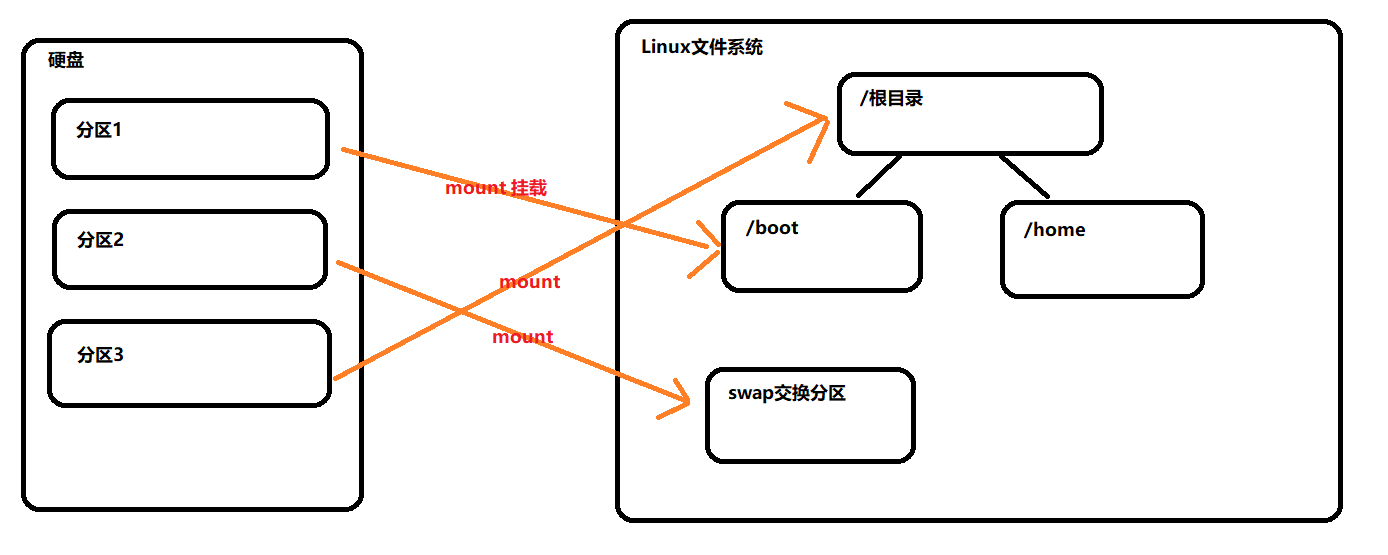 硬盘
分区1
分区2
分区3
mount 挂载
mount
mount
Linux文件系统
/根目录
/boot
/home
swap交换分区